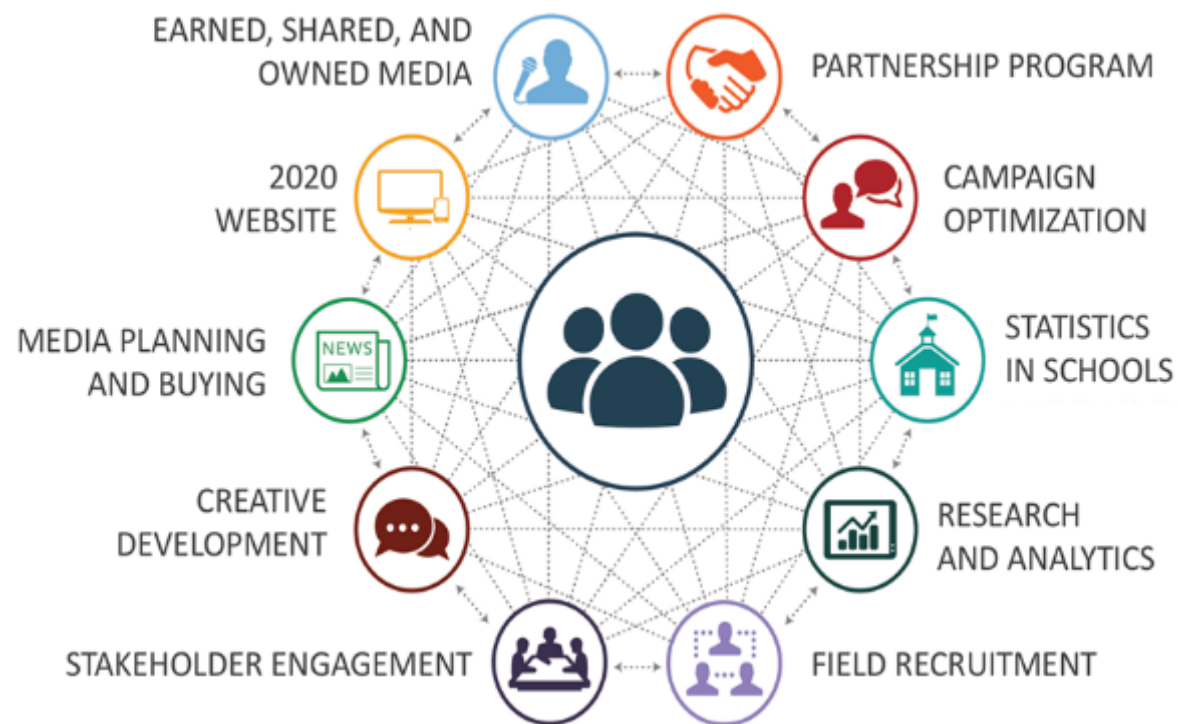 EARNED, SHARED, AND
OWNED MEDIA
PARTNERSHIP PROGRAM
2020
WEBSITE
CAMPAIGN
OPTIMIZATION
MEDIA PLANNING
AND BUYING
NEWS
STATISTICS
IN SCHOOLS
CREATIVE
DEVELOPMENT
RESEARCH
AND ANALYTICS
STAKEHOLDER ENGAGEMENT
FIELD RECRUITMENT